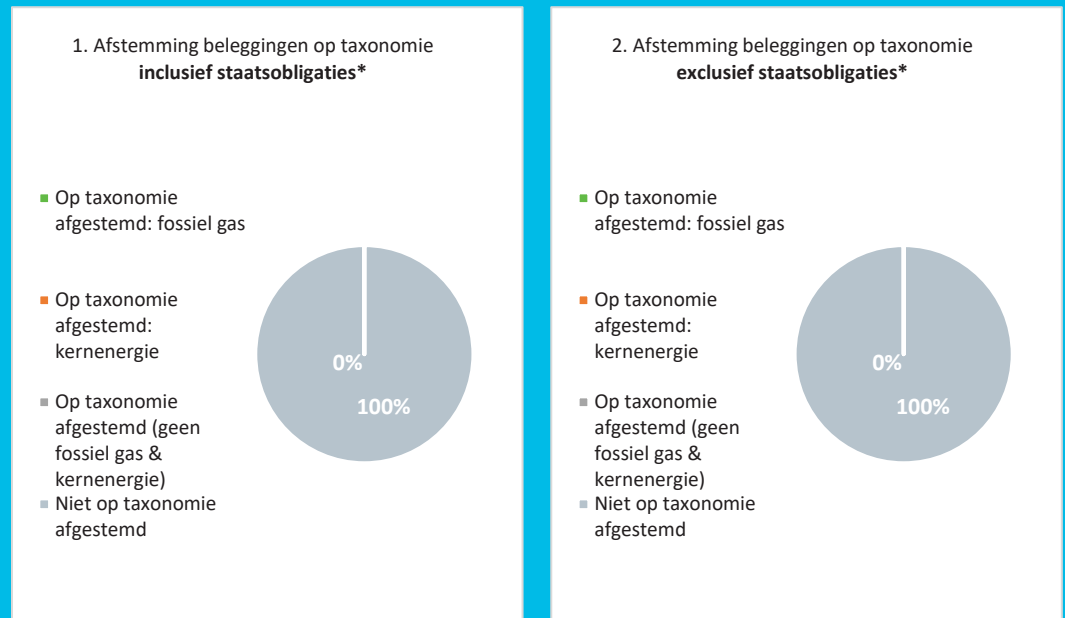 1. Afstemming beleggingen op taxonomie
inclusief staatsobligaties*
Op taxonomie
afgestemd: fossiel gas
Op taxonomie
afgestemd:
kernenergie
Op taxonomie
afgestemd (geen
fossiel gas &
kernenergie)
Niet op taxonomie
afgestemd
0%
100%
2. Afstemming beleggingen op taxonomie
exclusief staatsobligaties*
Op taxonomie
afgestemd: fossiel gas
Op taxonomie
afgestemd:
kernenergie
Op taxonomie
afgestemd (geen
fossiel gas &
kernenergie)
Niet op taxonomie
afgestemd
0%
100%